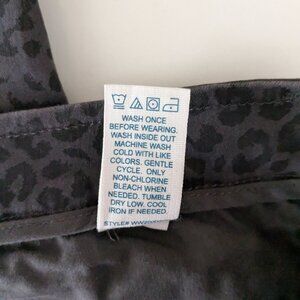 WASH ONCE
BEFORE WEARING.
WASH INSIDE OUT
MACHINE WASH
COLD WITH LIKE
COLORS. GENTLE
CYCLE. ONLY
NON-CHLORINE
BLEACH WHEN
NEEDED. TUMBLE
DRY LOW. COOL
IRON IF NEEDED.
STYLE#